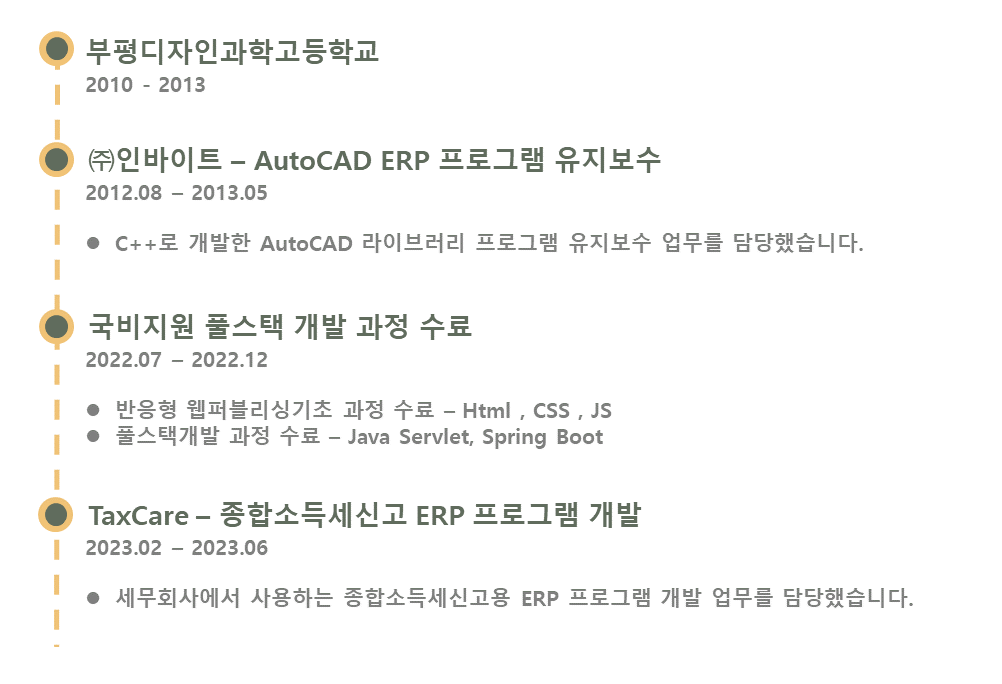 부평디자인과학고등학교
2010 - 2013
㈜인바이트 – AutoCAD ERP 프로그램 유지보수
2012.08 – 2013.05
● C++로 개발한 AutoCAD 라이브러리 프로그램 유지보수 업무를 담당했습니다.
국비지원 풀스택 개발 과정 수료
2022.07 – 2022.12
● 반응형 웹퍼블리싱기초 과정 수료 – Html , CSS , JS
● 풀스택개발 과정 수료 – Java Servlet, Spring Boot
TaxCare – 종합소득세신고 ERP 프로그램 개발
2023.02 – 2023.06
● 세무회사에서 사용하는 종합소득세신고용 ERP 프로그램 개발 업무를 담당했습니다.